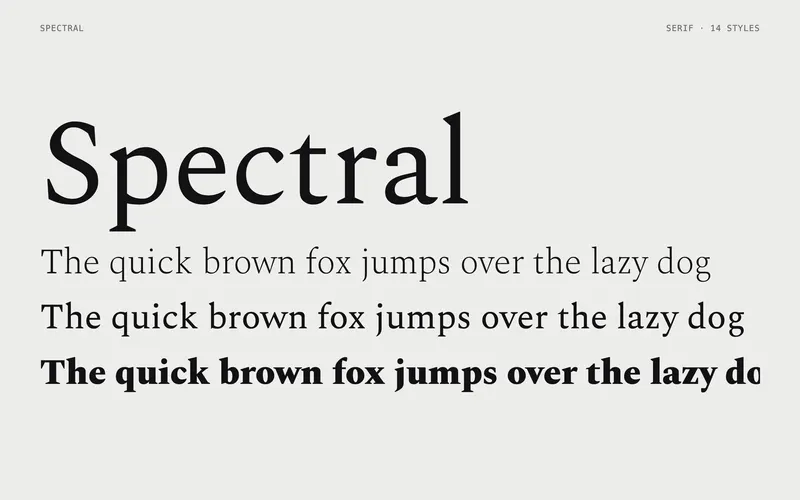 SPECTRAL
SERIF · 14 STYLES
Spectral
The quick brown fox jumps over the lazy dog
The quick brown fox jumps over the lazy dog
The quick brown fox jumps over the lazy do